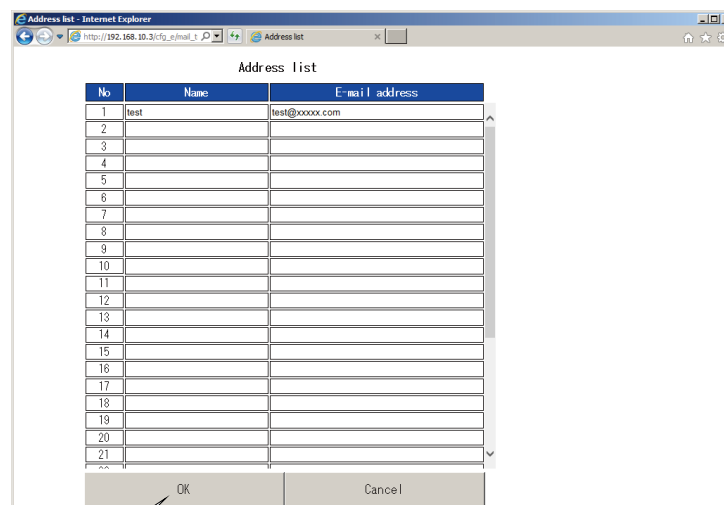 Address list - Internet Explorer
http://192.168.10.3/cfg_e/mail_t
Address list
Address list
No Name E-mail address
1 test test@xxxxx.com
2
3
4
5
6
7
8
9
10
11
12
13
14
15
16
17
18
19
20
21
OK Cancel